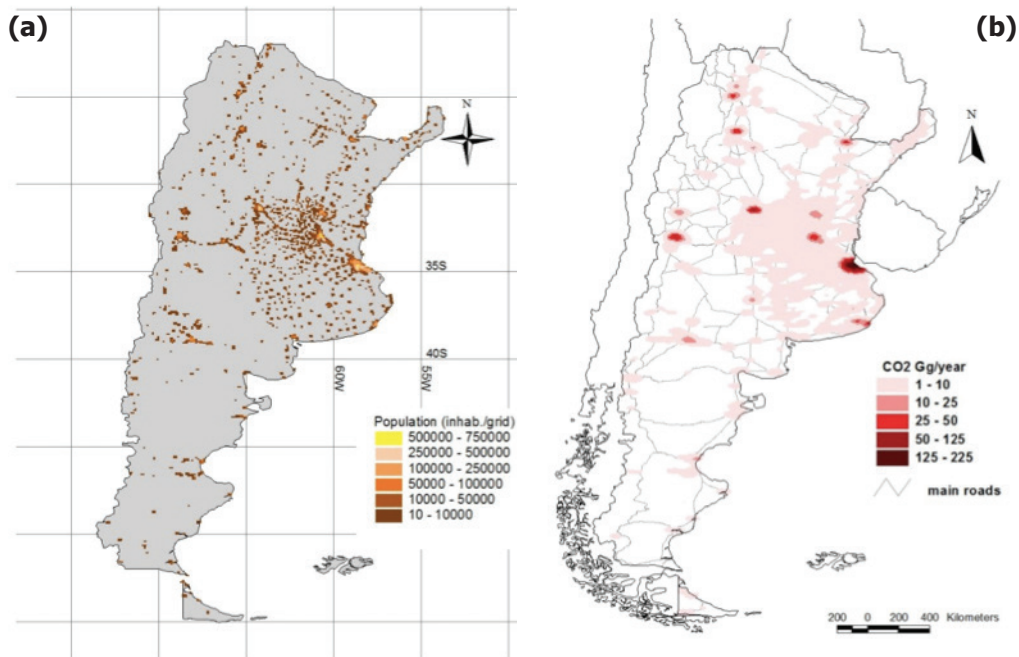 (a)
N
35S
40S
60W
55W
Population (inhab./grid)
500000 - 750000
250000 - 500000
100000 - 250000
50000 - 100000
10000 - 50000
10 - 10000
(b)
N
CO2 Gg/year
1 - 10
10 - 25
25 - 50
50 - 125
125 - 225
main roads
200 0 200 400 Kilometers